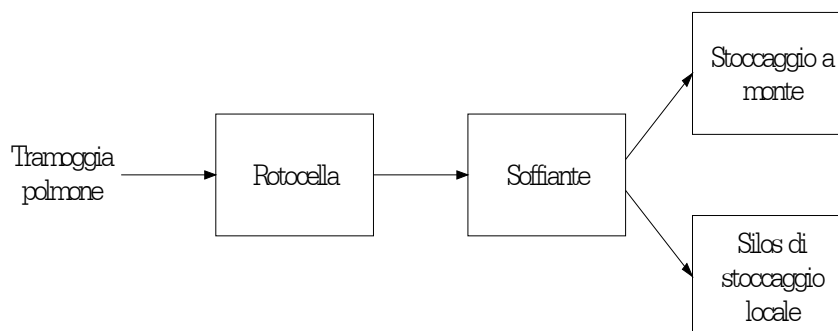 Stoccaggio a
monte
Tramoggia
polmone
Rotocella
Soffiante
Silos di
stoccaggio
locale